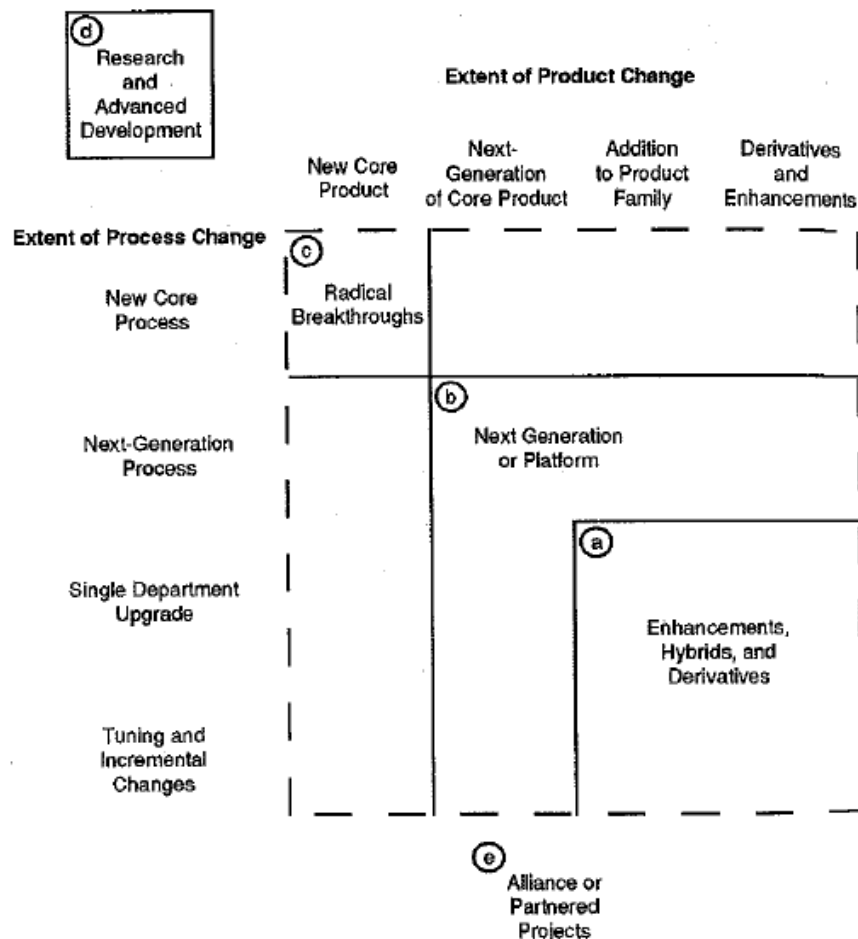 d
Research
and
Advanced
Development
Extent of Product Change
New Core
Product
Next-
Generation
of Core Product
Addition
to Product
Family
Derivatives
and
Enhancements
Extent of Process Change
c
New Core
Process
Radical
Breakthroughs
b
Next-Generation
Process
Next Generation
or Platform
a
Single Department
Upgrade
Enhancements,
Hybrids, and
Derivatives
Tuning and
Incremental
Changes
e
Alliance or
Partnered
Projects